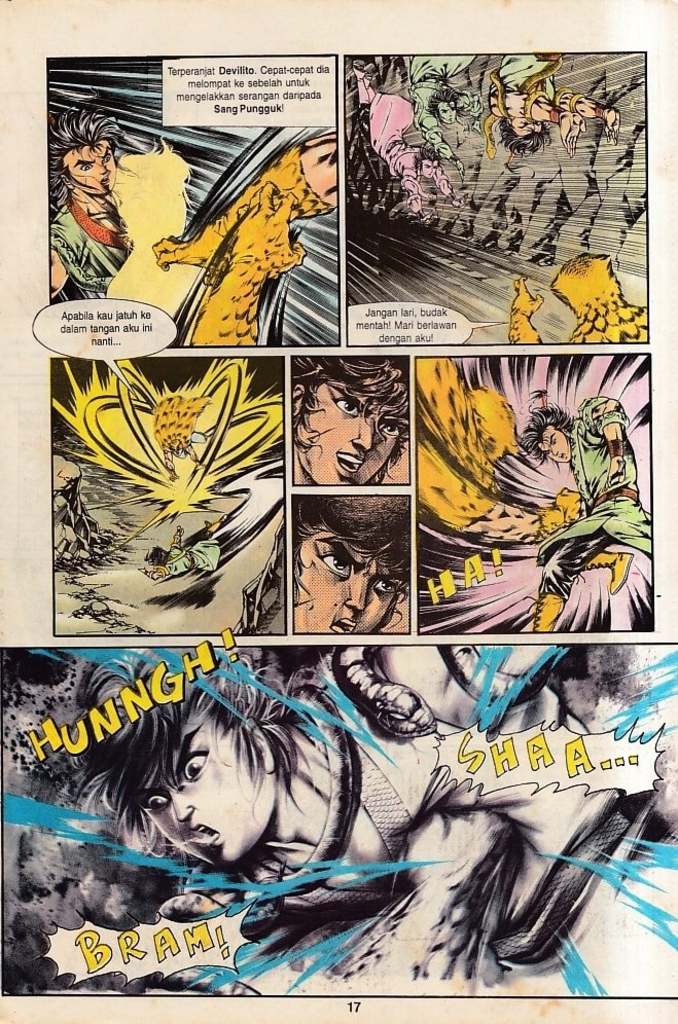 Terperanjat Devilito. Cepat-cepat dia
melompat ke sebelah untuk
mengelakkan serangan daripada
Sang Pungguk!
Apabila kau jatuh ke
dalam tangan aku ini
nanti...
Jangan lari, budak
mentah! Mari berlawan
dengan aku!
HA!
HUNNGH!
SHAA...
BRAM!
17